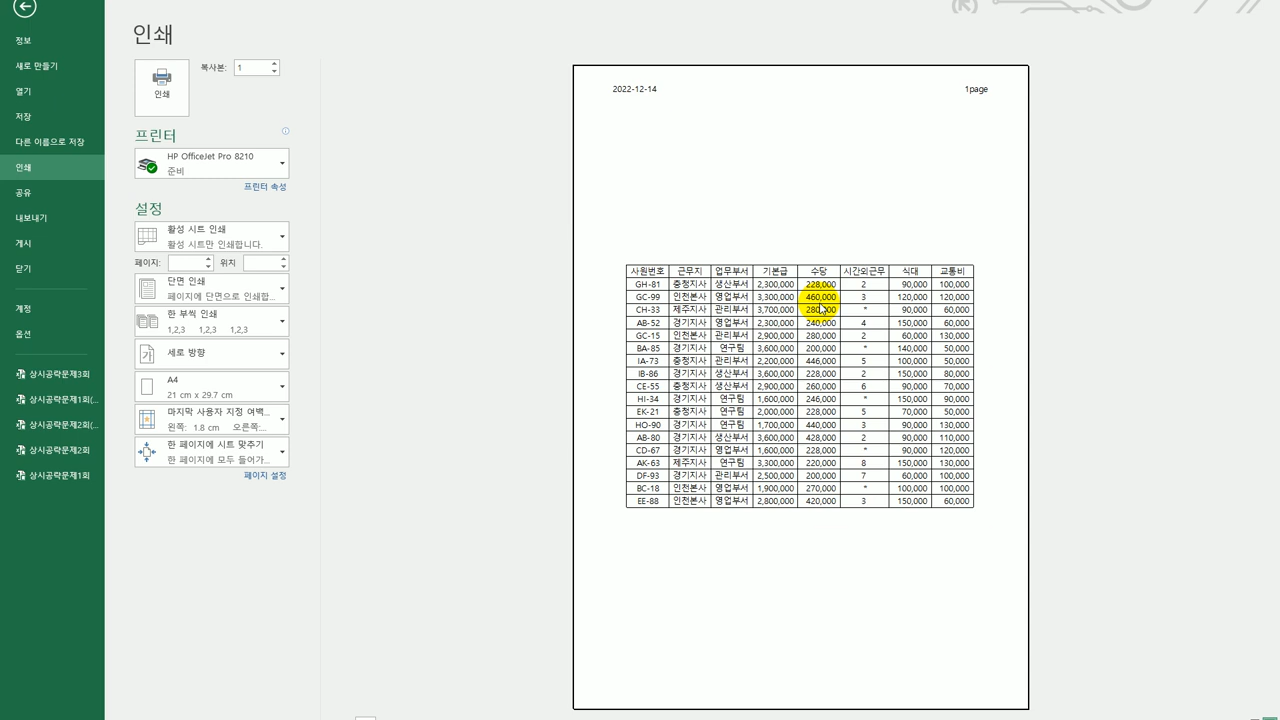 정보
새로 만들기
열기
저장
다른 이름으로 저장
인쇄
공유
내보내기
게시
닫기
계정
옵션
상시공략문제3회
상시공략문제1회(...
상시공략문제2회(...
상시공략문제2회
상시공략문제1회
인쇄
인쇄
복사본: 1
프린터
HP OfficeJet Pro 8210
준비
프린터 속성
설정
활성 시트 인쇄
활성 시트만 인쇄합니다.
페이지: 위치
단면 인쇄
페이지에 단면으로 인쇄합...
한 부씩 인쇄
1,2,3 1,2,3 1,2,3
세로 방향
A4
21 cm x 29.7 cm
마지막 사용자 지정 여백...
왼쪽: 1.8 cm 오른쪽:...
한 페이지에 시트 맞추기
한 페이지에 모두 들어가...
페이지 설정
2022-12-14 1page
사원번호 근무지 업무부서 기본급 수당 시간외근무 식대 교통비
GH-81 충청지사 생산부서 2,300,000 228,000 2 90,000 100,000
GC-99 인천본사 영업부서 3,300,000 460,000 3 120,000 120,000
CH-33 제주지사 관리부서 3,700,000 280,000 * 90,000 60,000
AB-52 경기지사 영업부서 2,300,000 240,000 4 150,000 60,000
GC-15 인천본사 관리부서 2,900,000 280,000 2 60,000 130,000
BA-85 경기지사 연구팀 3,600,000 200,000 * 140,000 50,000
IA-73 충청지사 관리부서 2,200,000 446,000 5 100,000 50,000
IB-86 경기지사 생산부서 3,600,000 228,000 2 150,000 80,000
CE-55 충청지사 생산부서 2,900,000 260,000 6 90,000 70,000
HI-34 경기지사 연구팀 1,600,000 246,000 * 150,000 90,000
EK-21 충청지사 연구팀 2,000,000 228,000 5 70,000 50,000
HO-90 경기지사 연구팀 1,700,000 440,000 3 90,000 130,000
AB-80 경기지사 생산부서 3,600,000 428,000 2 90,000 110,000
CD-67 경기지사 영업부서 1,600,000 228,000 * 90,000 120,000
AK-63 제주지사 연구팀 3,300,000 220,000 8 150,000 130,000
DF-93 경기지사 관리부서 2,500,000 200,000 7 60,000 100,000
BC-18 인천본사 영업부서 1,900,000 270,000 * 100,000 100,000
EE-88 인천본사 영업부서 2,800,000 420,000 3 150,000 60,000